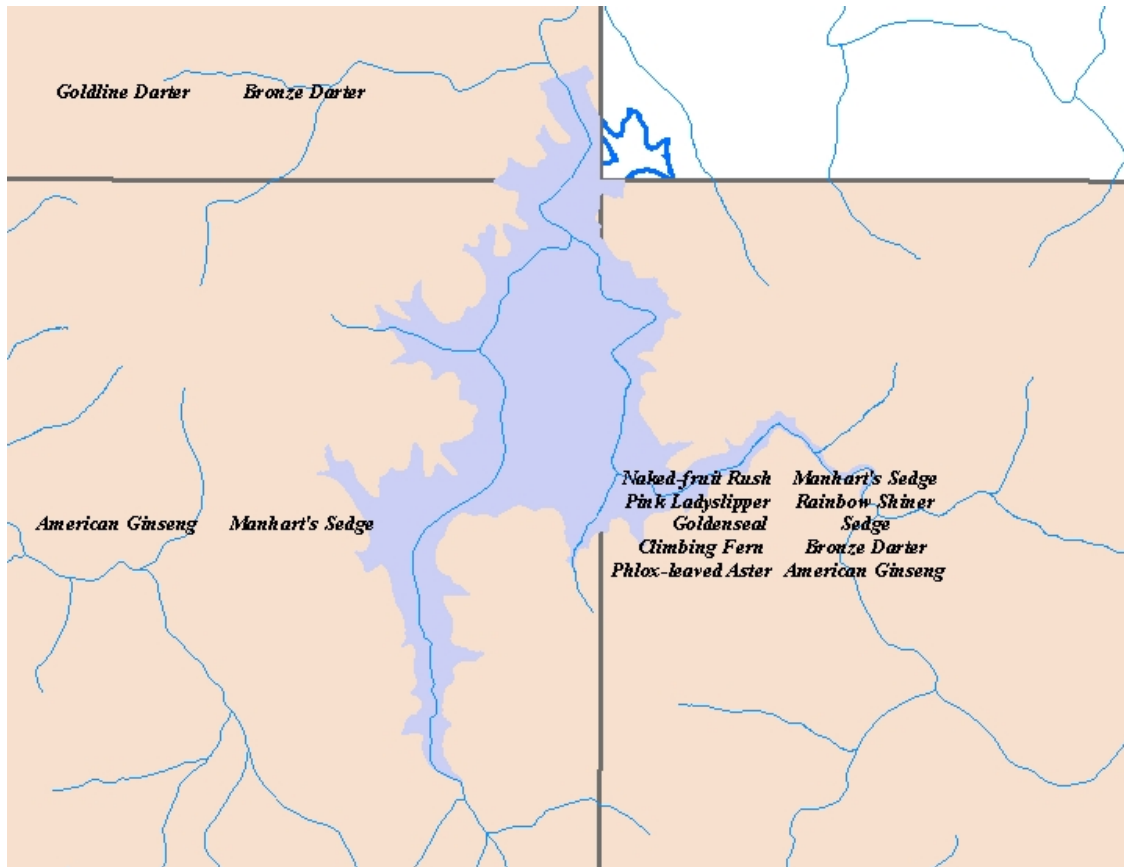 Goldline Darter Bronze Darter
Naked-fruit Rush Manhart's Sedge
Pink Ladyslipper Rainbow Shiner
American Ginseng Manhart's Sedge Goldenseal Sedge
Climbing Fern Bronze Darter
Phlox-leaved Aster American Ginseng